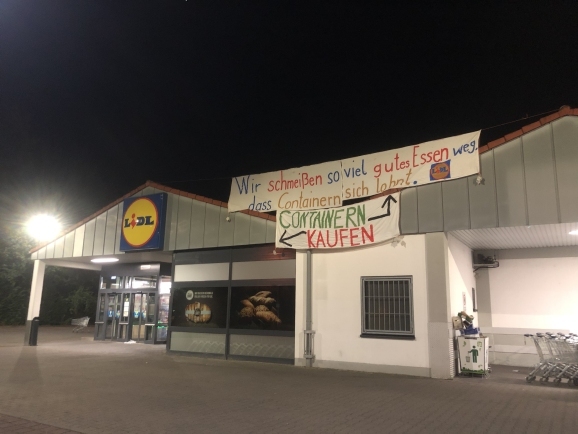 LIDL
Wir schmeißen so viel gutes Essen weg.
dass Containern sich lohnt.
CONTAINERN
KAUFEN